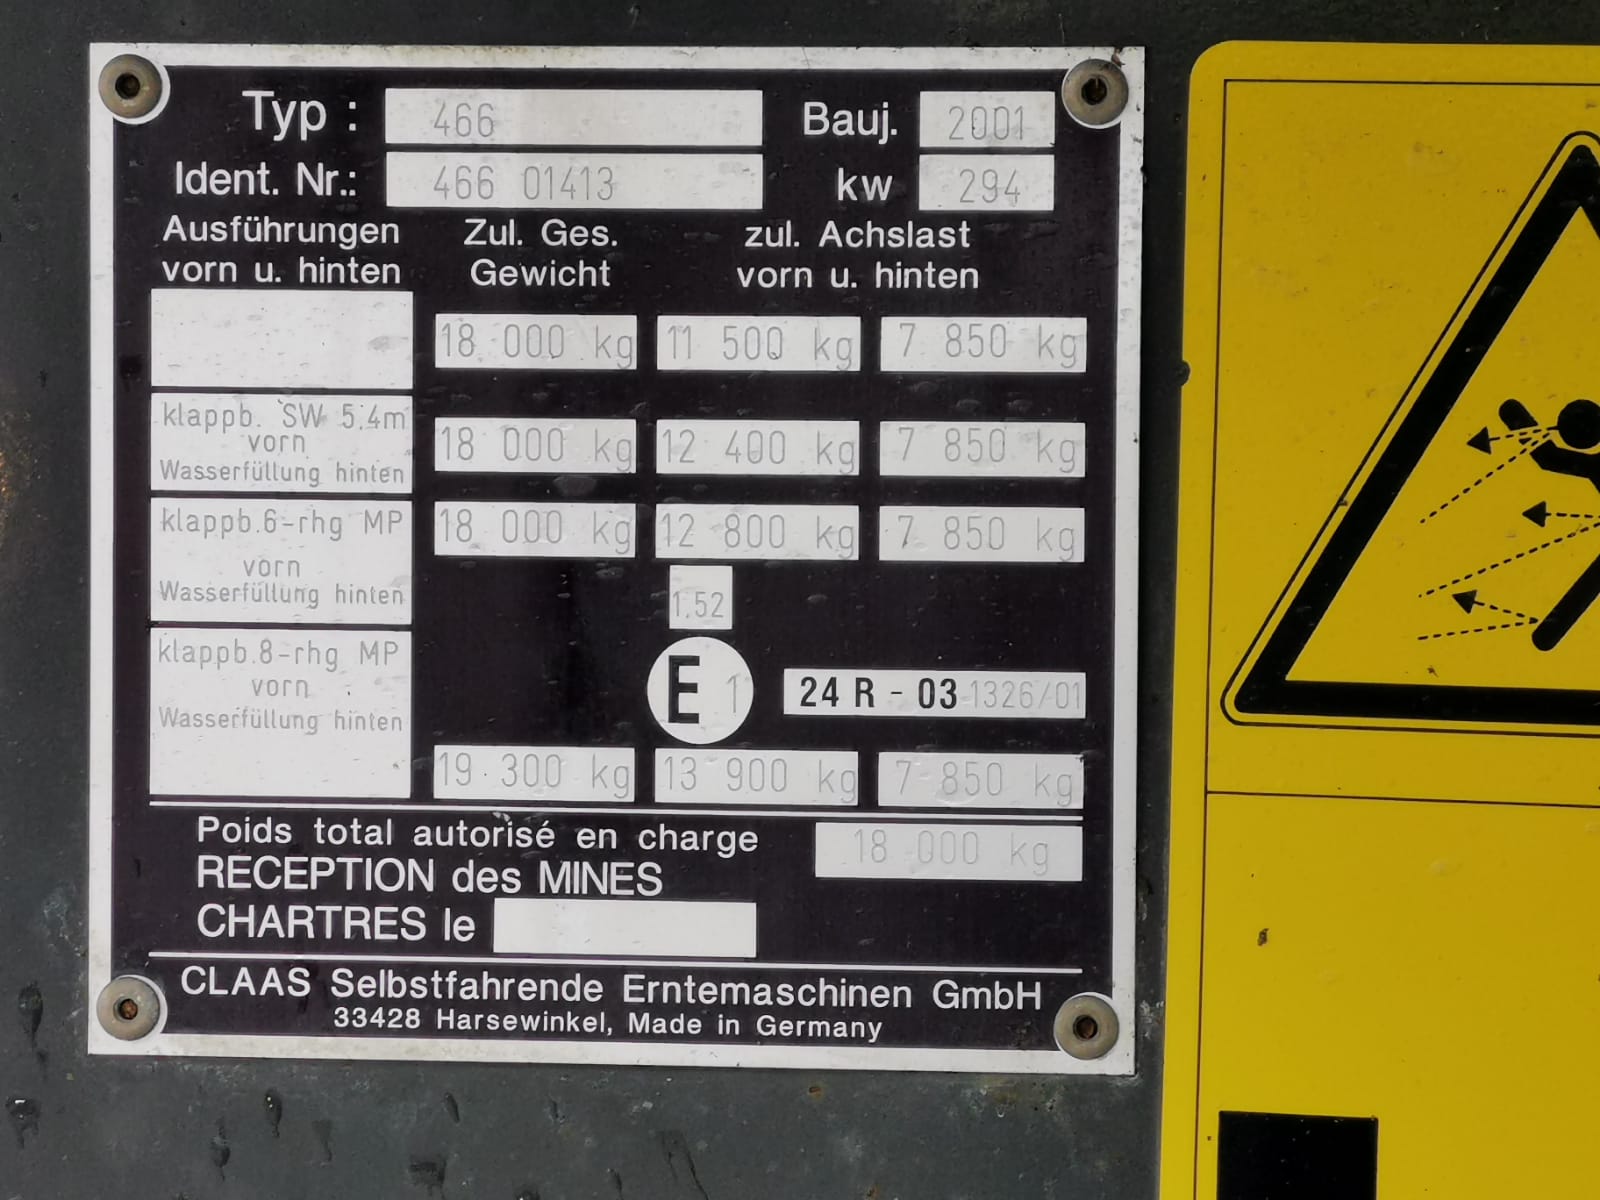 Typ : 466 Bauj. 2001
Ident. Nr.: 466 01413 kw 294
Ausführungen Zul. Ges. zul. Achslast
vorn u. hinten Gewicht vorn u. hinten
18 000 kg 11 500 kg 7 850 kg
klappb. SW 5,4m
vorn
Wasserfüllung hinten
18 000 kg 12 400 kg 7 850 kg
klappb.6-rhg MP
vorn
Wasserfüllung hinten
18 000 kg 12 800 kg 7 850 kg
1.52
klappb.8-rhg MP
vorn
Wasserfüllung hinten
E 1 24 R - 03 1326/01
19 300 kg 13 900 kg 7 850 kg
Poids total autorisé en charge 18 000 kg
RECEPTION des MINES
CHARTRES le
CLAAS Selbstfahrende Erntemaschinen GmbH
33428 Harsewinkel, Made in Germany